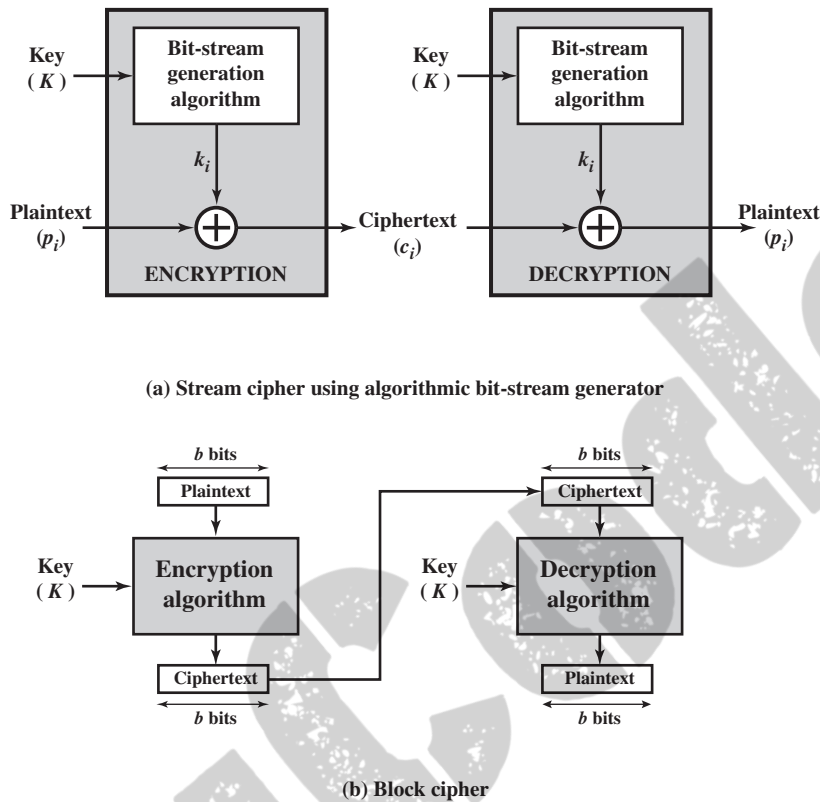 Key
(K)
Bit-stream
generation
algorithm
k_i
Plaintext
(p_i)
ENCRYPTION
Ciphertext
(c_i)
Key
(K)
Bit-stream
generation
algorithm
k_i
Plaintext
(p_i)
DECRYPTION
(a) Stream cipher using algorithmic bit-stream generator
b bits
Plaintext
Key
(K)
Encryption
algorithm
Ciphertext
b bits
b bits
Ciphertext
Key
(K)
Decryption
algorithm
Plaintext
b bits
(b) Block cipher